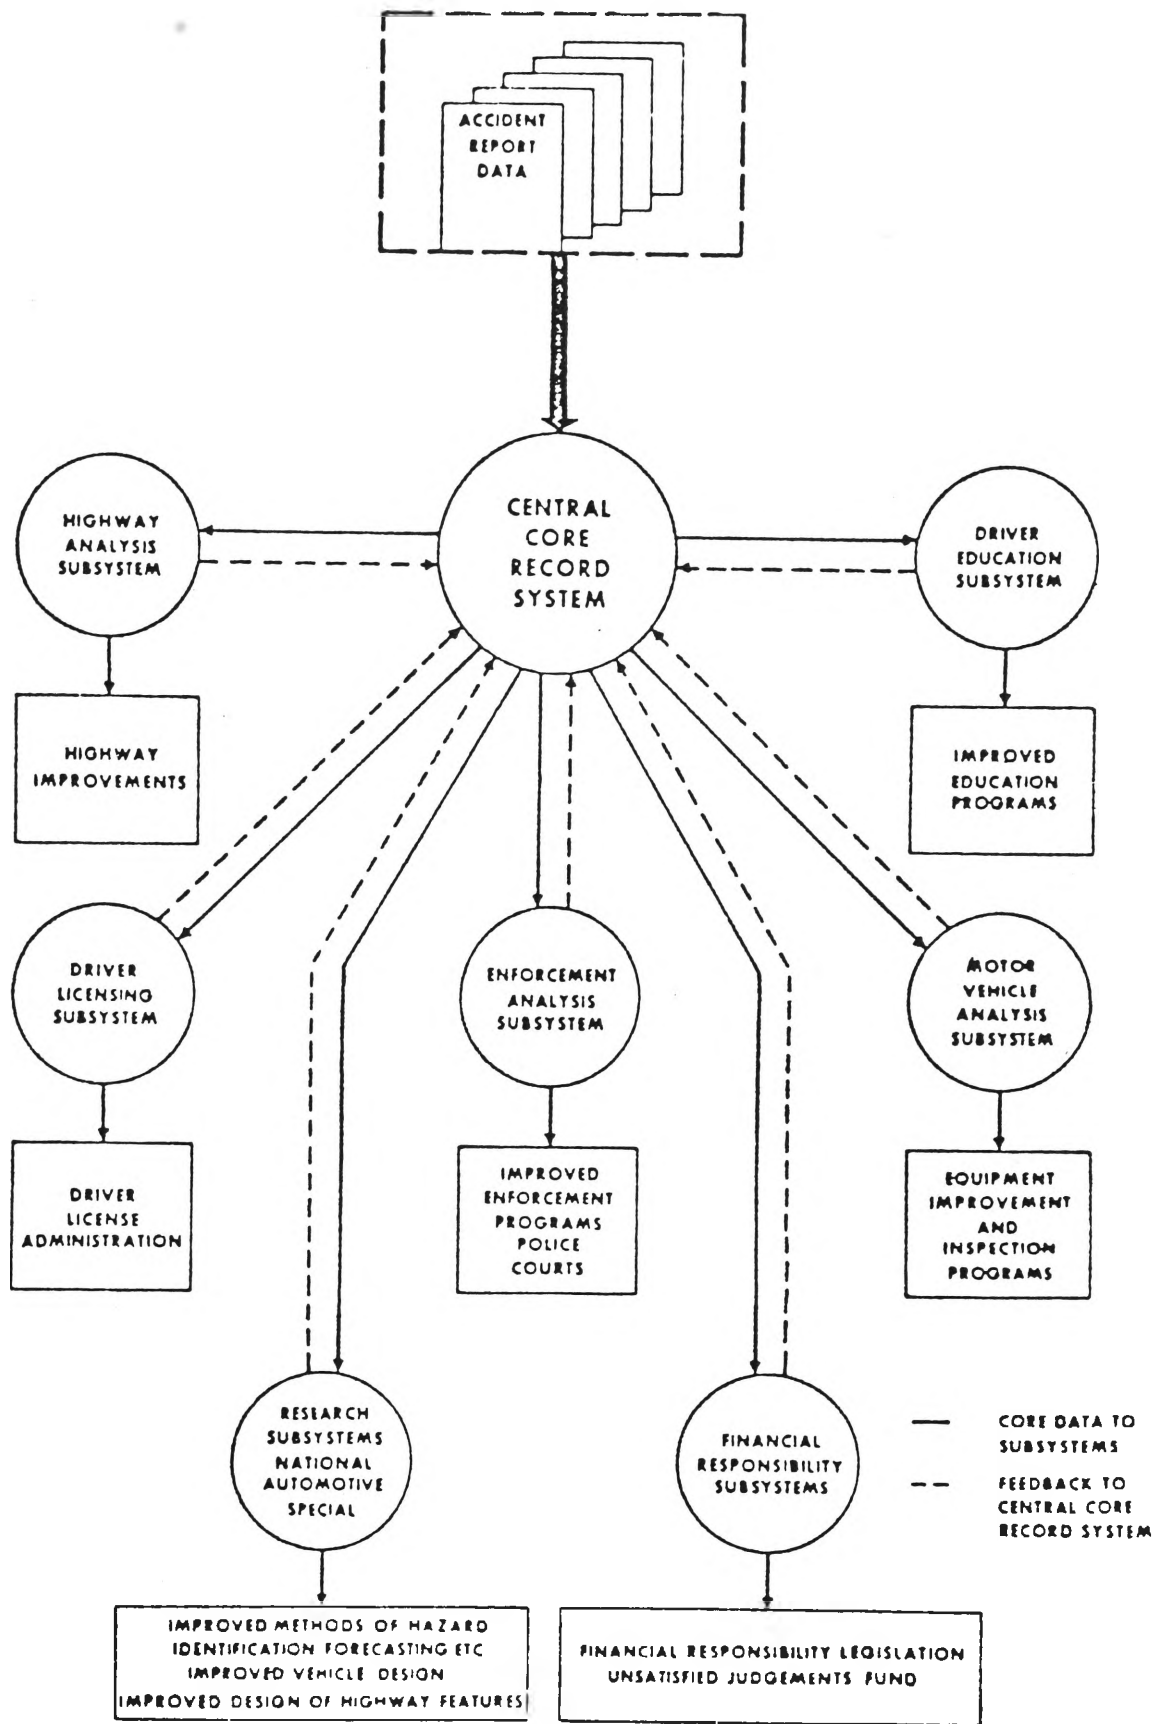 ACCIDENT
REPORT
DATA
CENTRAL
CORE
RECORD
SYSTEM
HIGHWAY
ANALYSIS
SUBSYSTEM
DRIVER
EDUCATION
SUBSYSTEM
HIGHWAY
IMPROVEMENTS
IMPROVED
EDUCATION
PROGRAMS
DRIVER
LICENSING
SUBSYSTEM
ENFORCEMENT
ANALYSIS
SUBSYSTEM
MOTOR
VEHICLE
ANALYSIS
SUBSYSTEM
DRIVER
LICENSE
ADMINISTRATION
IMPROVED
ENFORCEMENT
PROGRAMS
POLICE
COURTS
EQUIPMENT
IMPROVEMENT
AND
INSPECTION
PROGRAMS
RESEARCH
SUBSYSTEMS
NATIONAL
AUTOMOTIVE
SPECIAL
FINANCIAL
RESPONSIBILITY
SUBSYSTEMS
CORE DATA TO
SUBSYSTEMS
FEEDBACK TO
CENTRAL CORE
RECORD SYSTEM
IMPROVED METHODS OF HAZARD
IDENTIFICATION FORECASTING ETC
IMPROVED VEHICLE DESIGN
IMPROVED DESIGN OF HIGHWAY FEATURES
FINANCIAL RESPONSIBILITY LEGISLATION
UNSATISFIED JUDGEMENTS FUND